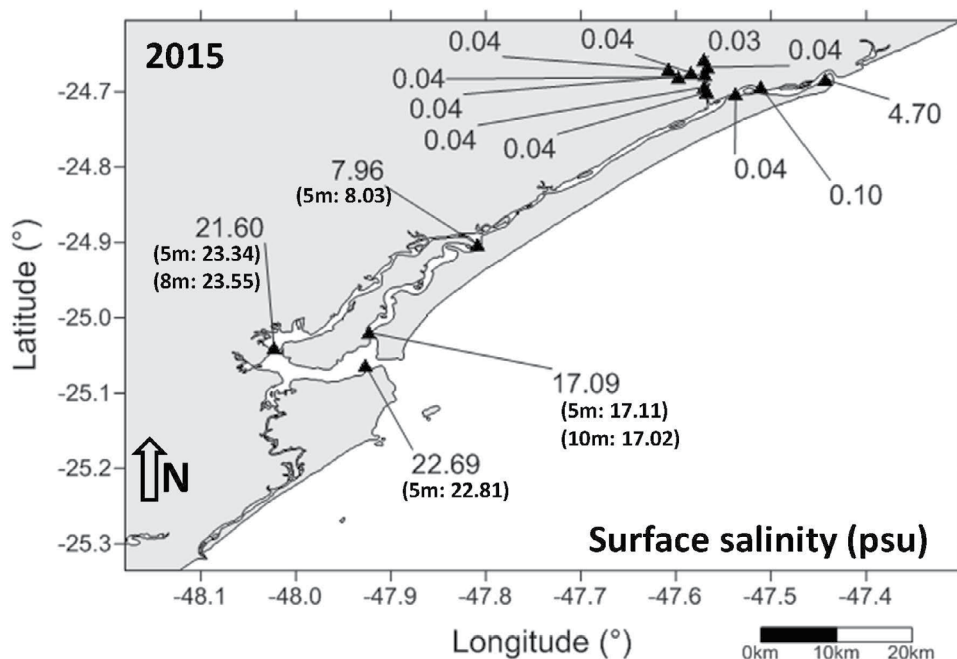 2015
0.04
0.04
0.03
0.04
0.04
0.04
0.04
0.04
0.04
0.10
4.70
7.96
(5m: 8.03)
21.60
(5m: 23.34)
(8m: 23.55)
17.09
(5m: 17.11)
(10m: 17.02)
22.69
(5m: 22.81)
N
Surface salinity (psu)
Latitude (°)
-24.7
-24.8
-24.9
-25.0
-25.1
-25.2
-25.3
-48.1 -48.0 -47.9 -47.8 -47.7 -47.6 -47.5 -47.4
Longitude (°)
0km 10km 20km